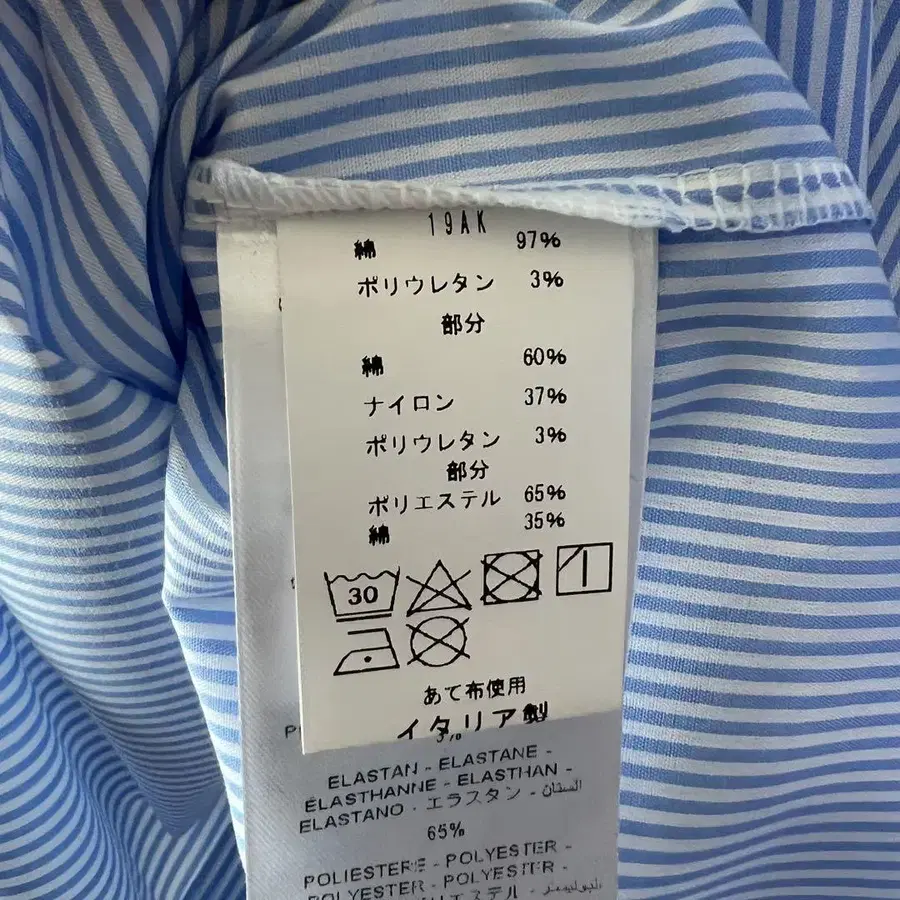 19AK
綿 97%
ポリウレタン 3%
部分
綿 60%
ナイロン 37%
ポリウレタン 3%
部分
ポリエステル 65%
綿 35%
30
あて布使用
イタリア製
3%
ELASTAN - ELASTANE -
ÉLASTHANNE - ELASTHAN -
ELASTANO - エラスタン -
65%
POLIESTERE - POLYESTER -
POLYESTER - POLYESTER -